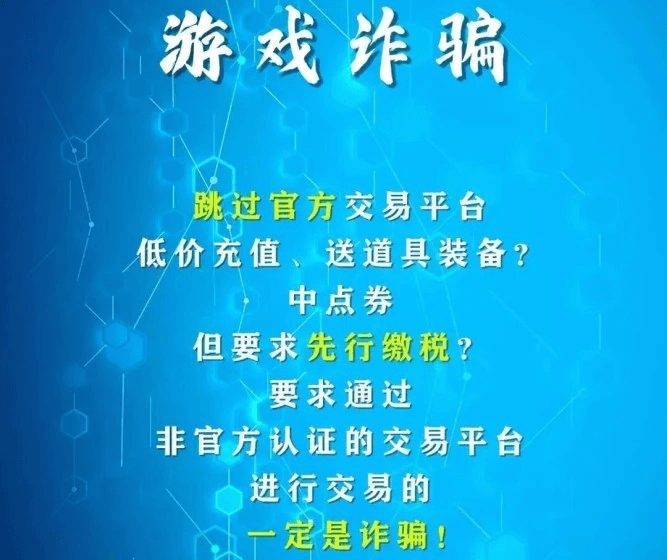 游戏诈骗
跳过官方交易平台
低价充值、送道具装备?
中点券
但要求先行缴税?
要求通过
非官方认证的交易平台
进行交易的
一定是诈骗!